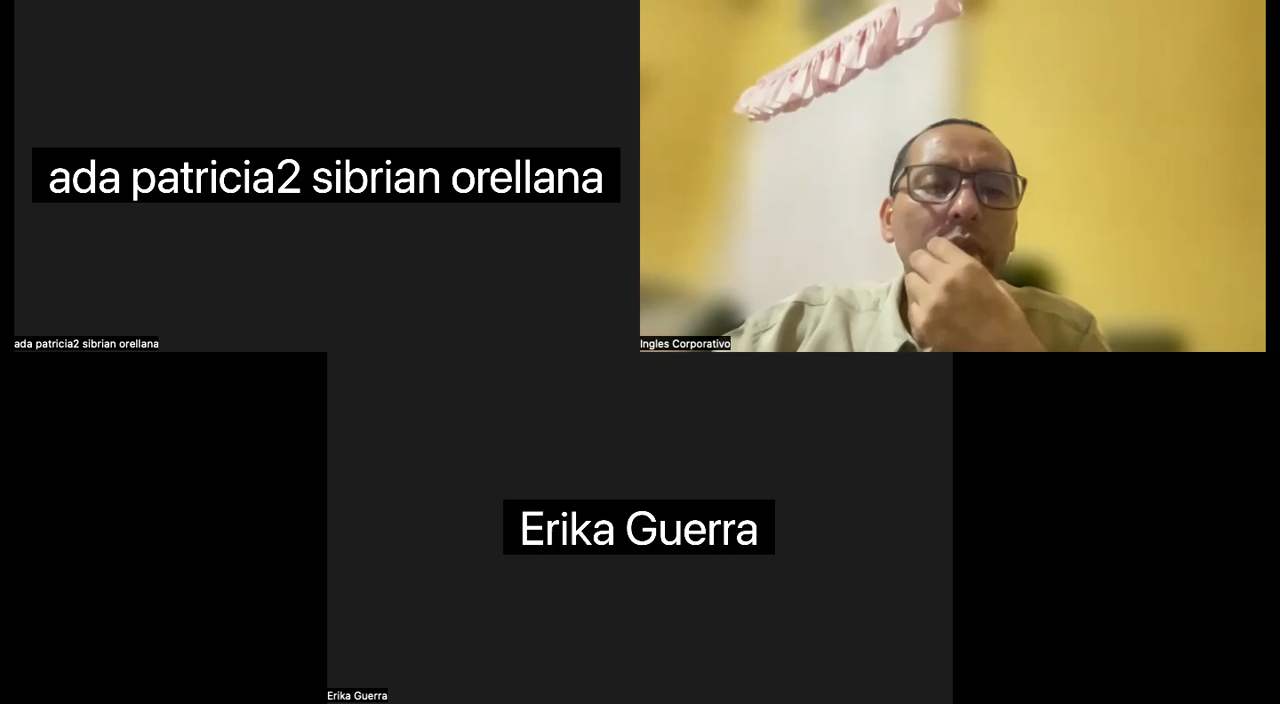 ada patricia2 sibrian orellana
ada patricia2 sibrian orellana
Ingles Corporativo
Erika Guerra
Erika Guerra